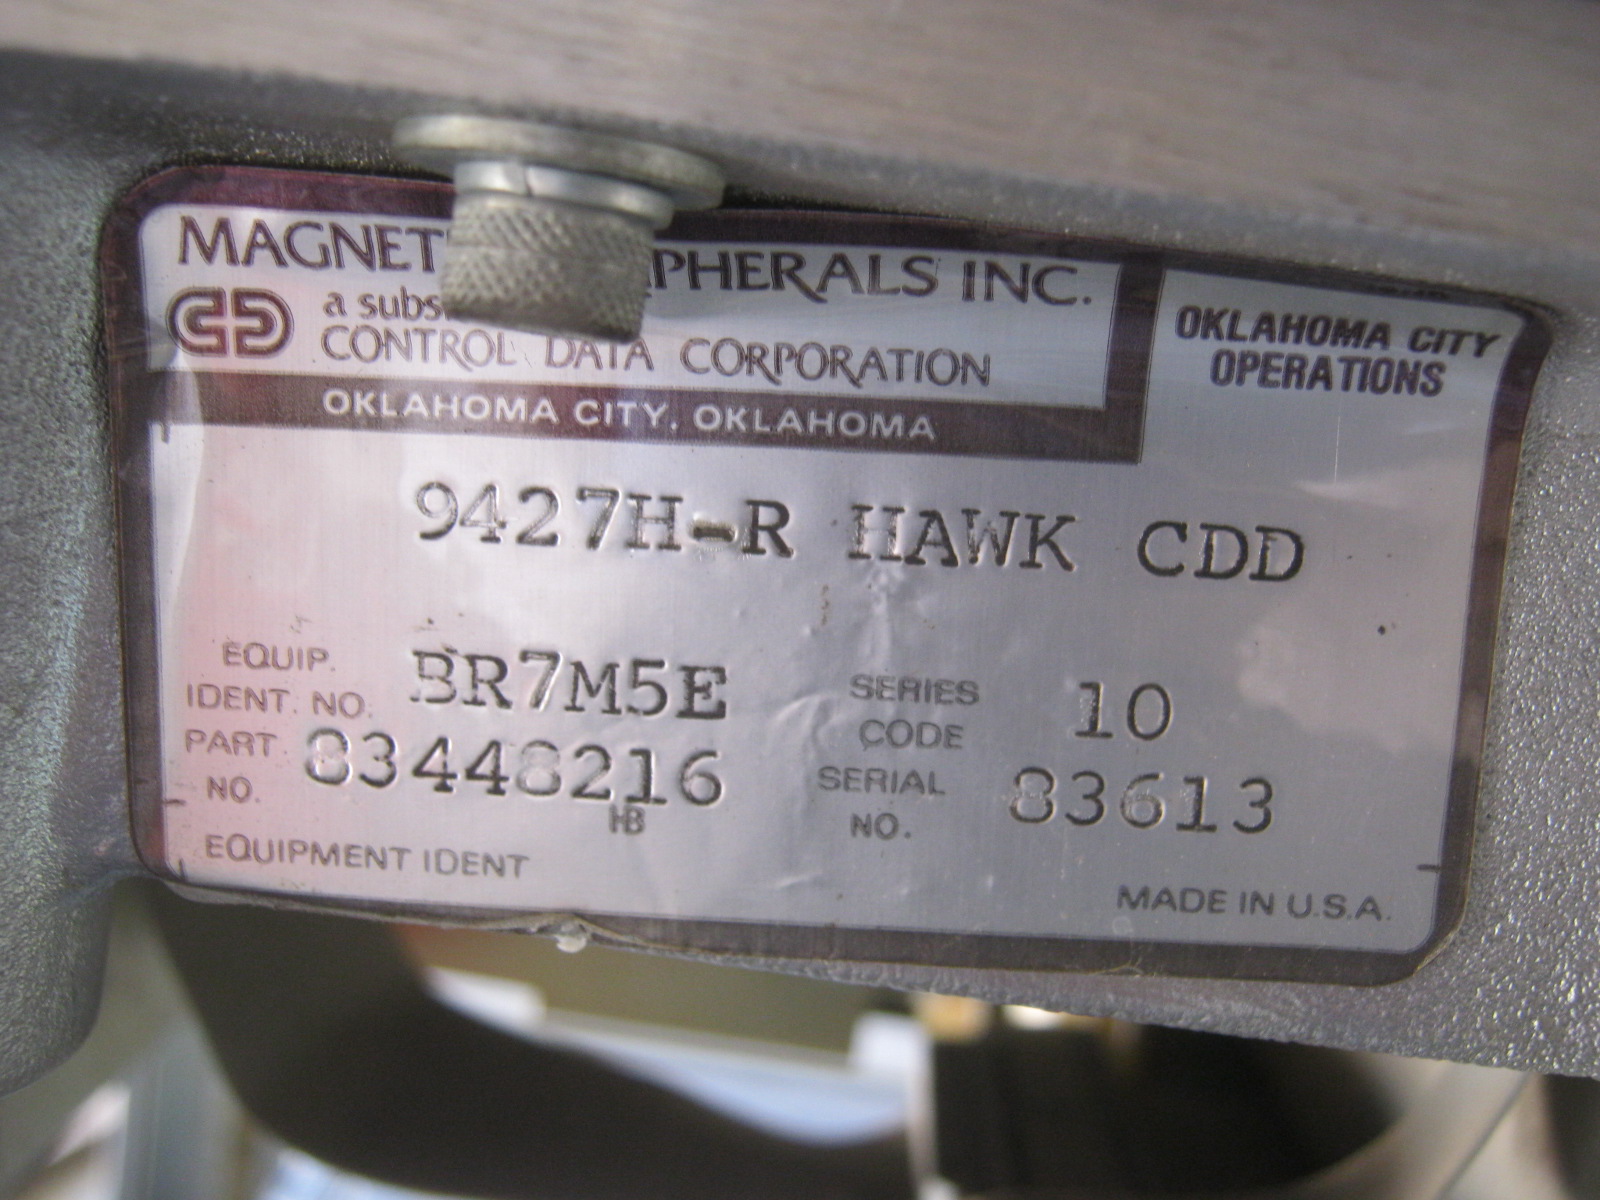 MAGNET PHERALS INC.
a subs
CONTROL DATA CORPORATION
OKLAHOMA CITY, OKLAHOMA
OKLAHOMA CITY
OPERATIONS
9427H-R HAWK CDD
EQUIP.
IDENT. NO. BR7M5E
PART
NO. 83448216
HB
SERIES
CODE 10
SERIAL
NO. 83613
EQUIPMENT IDENT
MADE IN U.S.A.